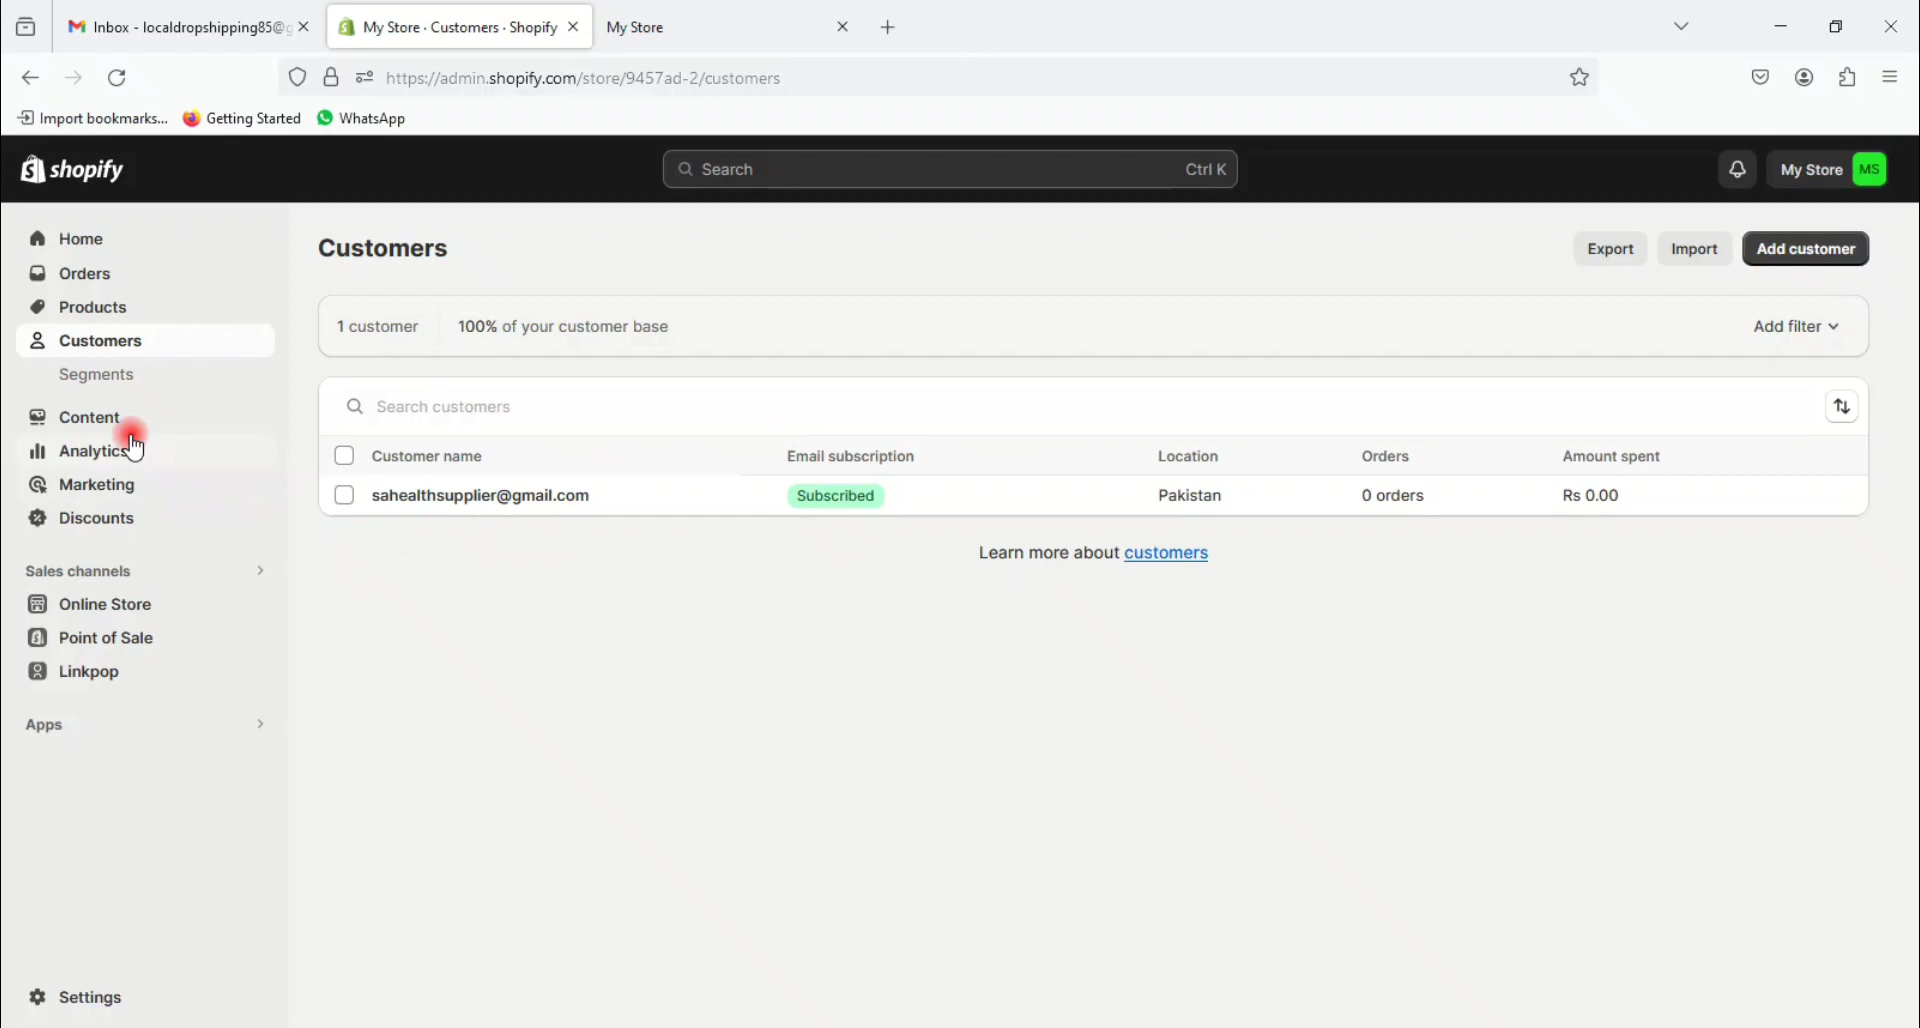 Inbox - localdropshipping85@g
My Store · Customers · Shopify
My Store
https://admin.shopify.com/store/9457ad-2/customers
Import bookmarks...
Getting Started
WhatsApp
shopify
Search
Ctrl K
My Store
MS
Home
Orders
Products
Customers
Segments
Content
Analytics
Marketing
Discounts
Sales channels
Online Store
Point of Sale
Linkpop
Apps
Settings
Customers
Export
Import
Add customer
1 customer
100% of your customer base
Add filter
Search customers
Customer name
Email subscription
Location
Orders
Amount spent
sahealthsupplier@gmail.com
Subscribed
Pakistan
0 orders
Rs 0.00
Learn more about customers